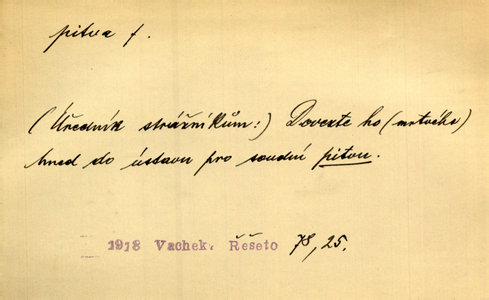 pitva f.
(Úředník strážníkům:) Dovezte ho (mrtvého)
hned do ústavu pro soudní pitvu.
1918 Vachek, Řešeto 78, 25.